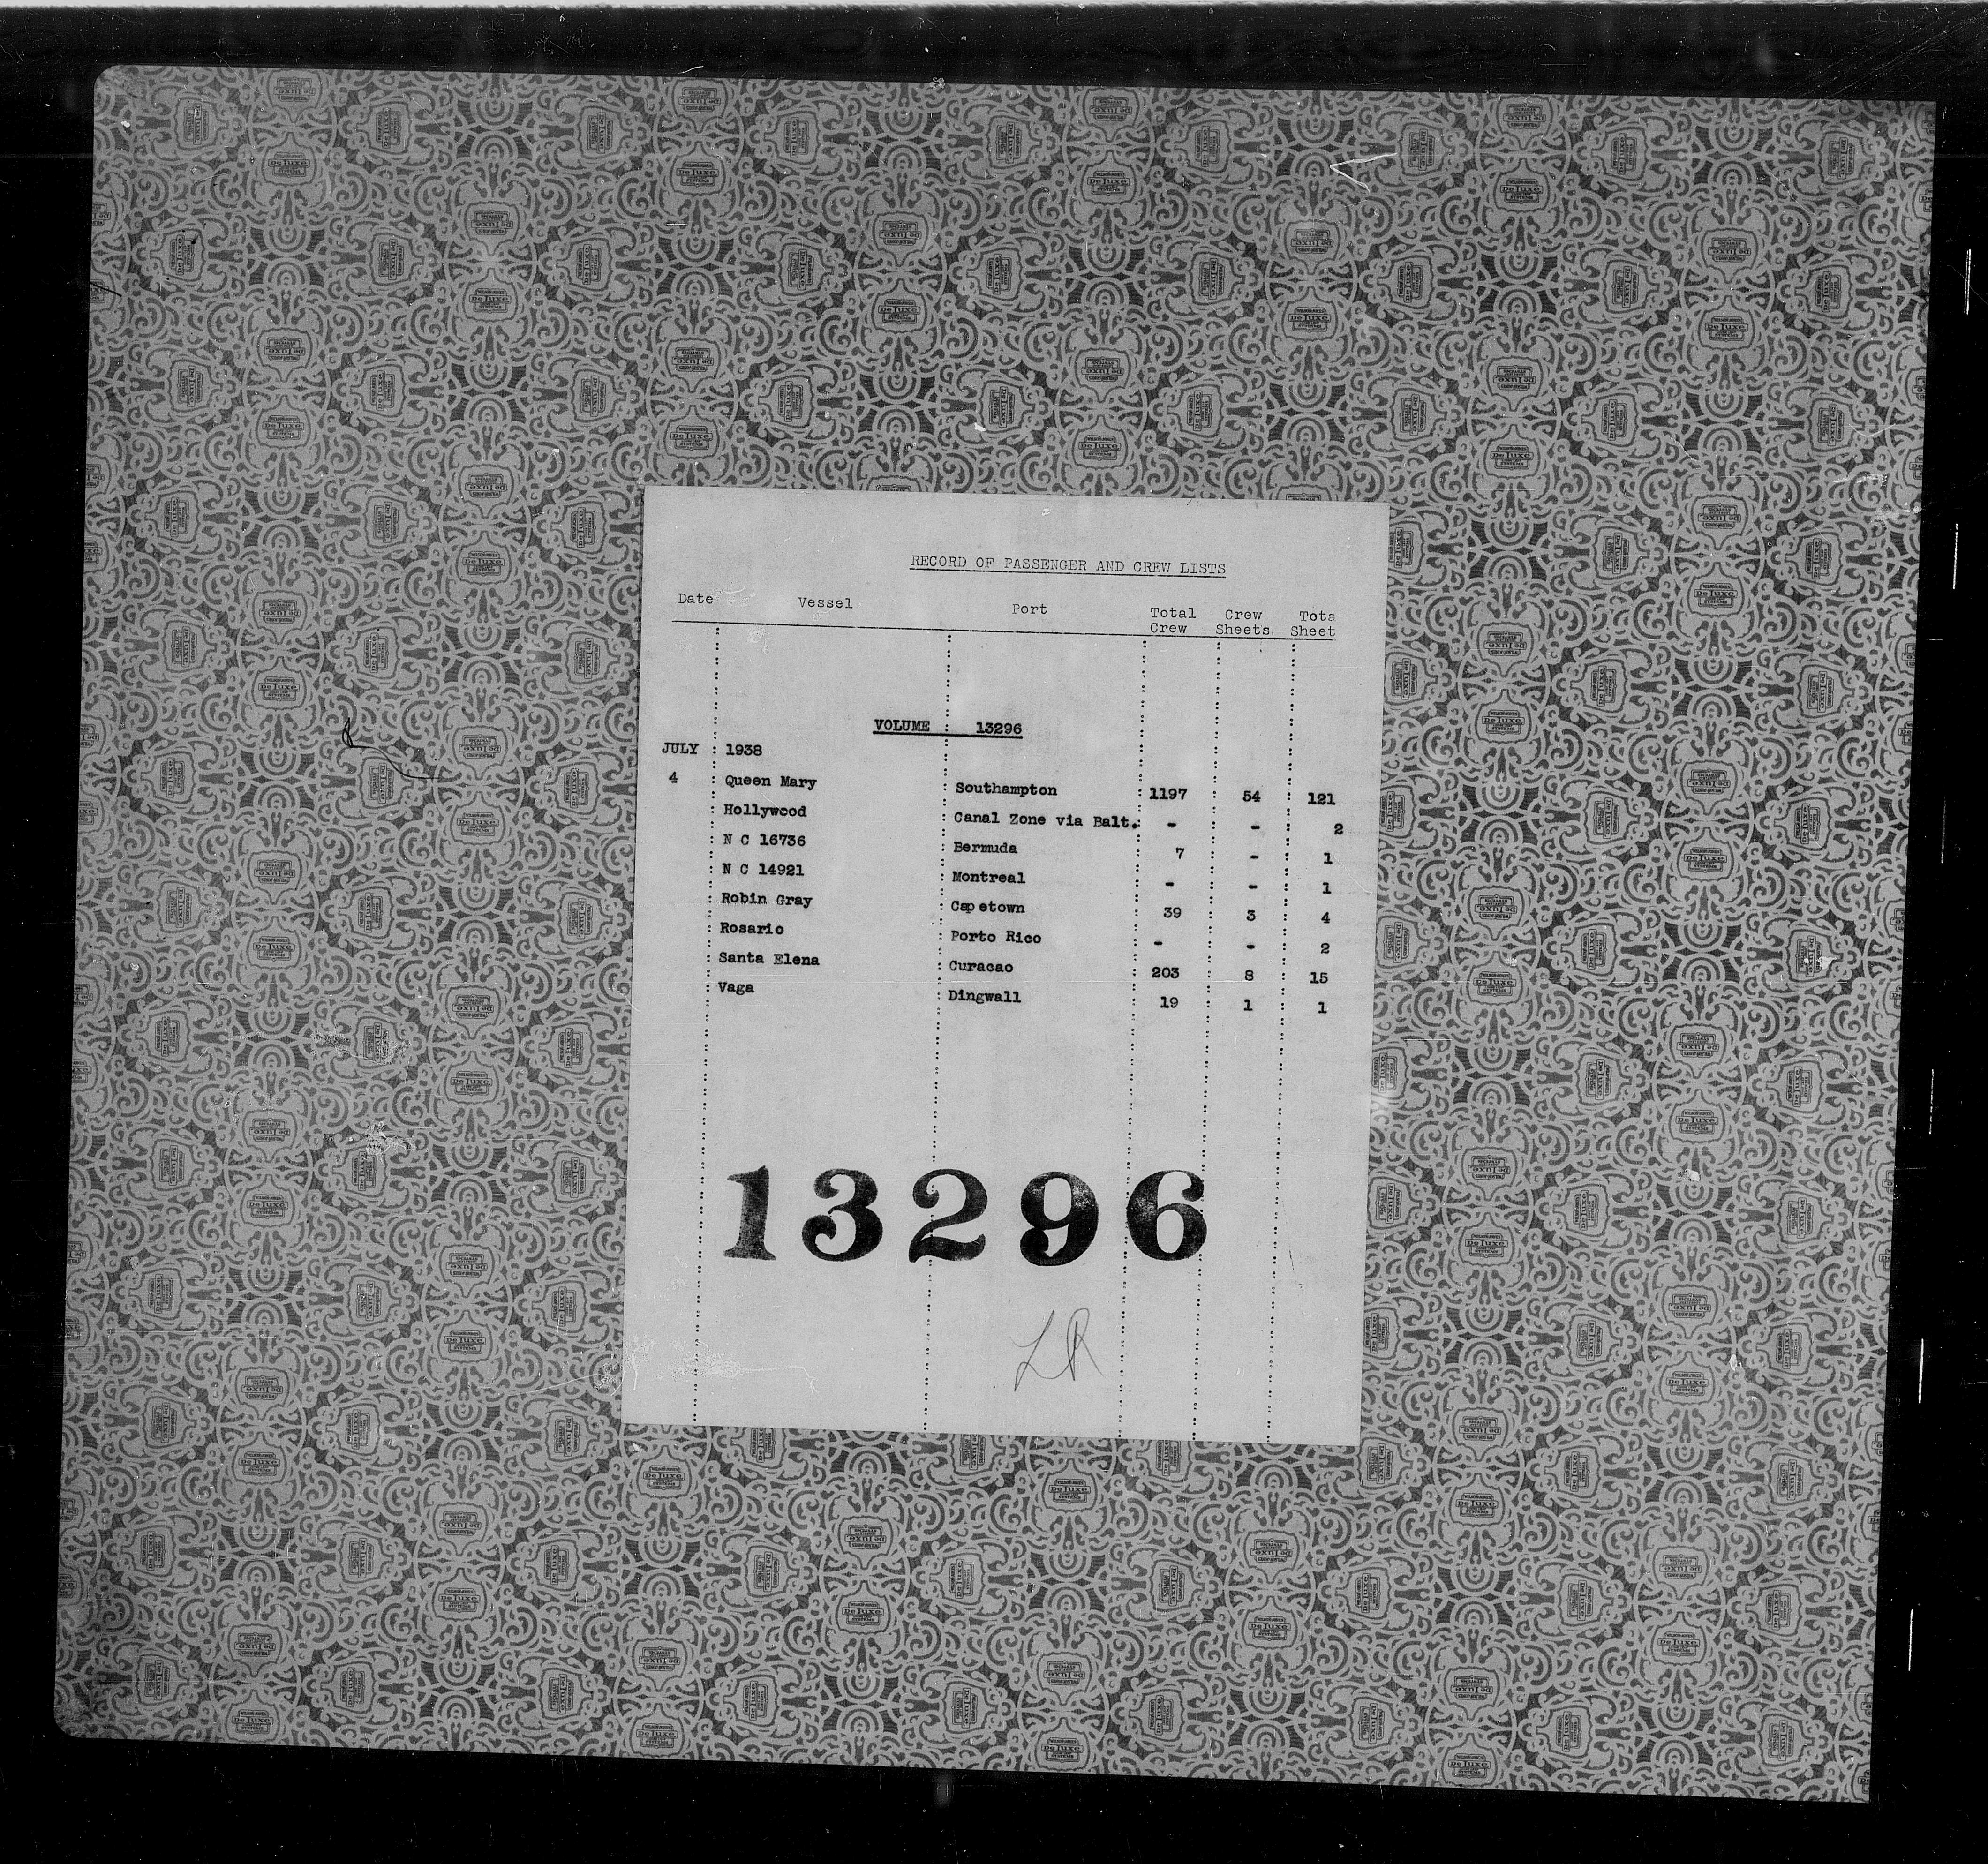 RECORD OF PASSENGER AND CREW LISTS
Date Vessel Port Total Crew Crew Sheets. Tota Sheet
VOLUME : 13296
JULY : 1938
4 : Queen Mary : Southampton : 1197 : 54 : 121
: Hollywood : Canal Zone via Balt. : - : - : 2
: N C 16736 : Bermuda : 7 : - : 1
: N C 14921 : Montreal : - : - : 1
: Robin Gray : Capetown : 39 : 3 : 4
: Rosario : Porto Rico : - : - : 2
: Santa Elena : Curacao : 203 : 8 : 15
: Vaga : Dingwall : 19 : 1 : 1
13296
LR
De Luxe